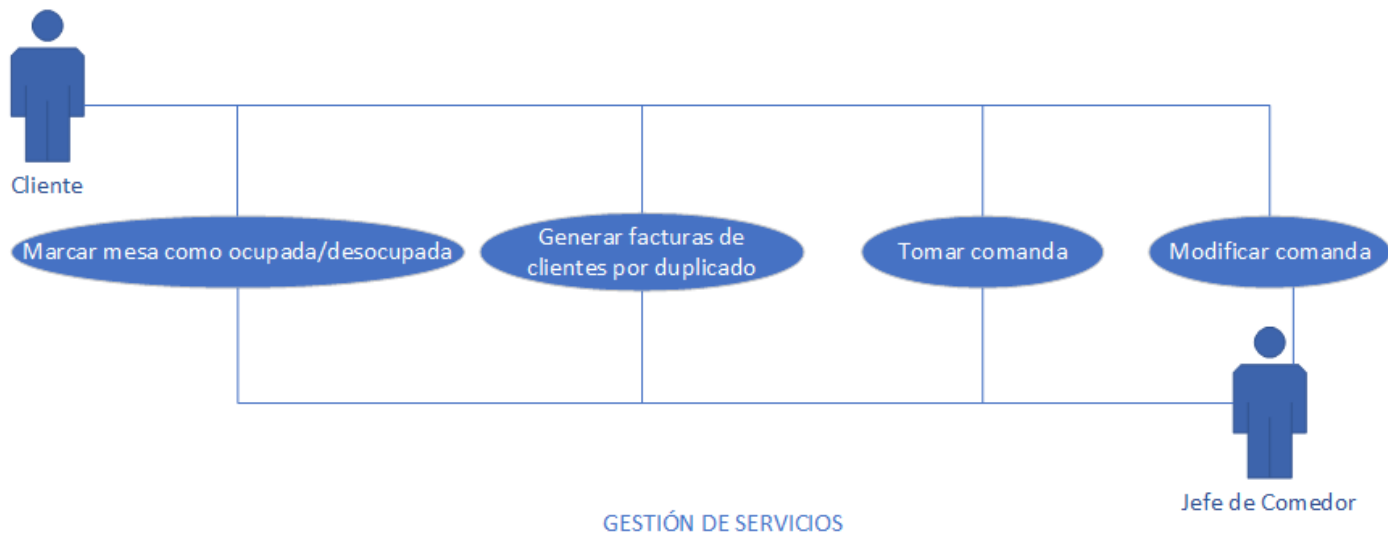 Cliente
Marcar mesa como ocupada/desocupada
Generar facturas de
clientes por duplicado
Tomar comanda
Modificar comanda
Jefe de Comedor
GESTIÓN DE SERVICIOS